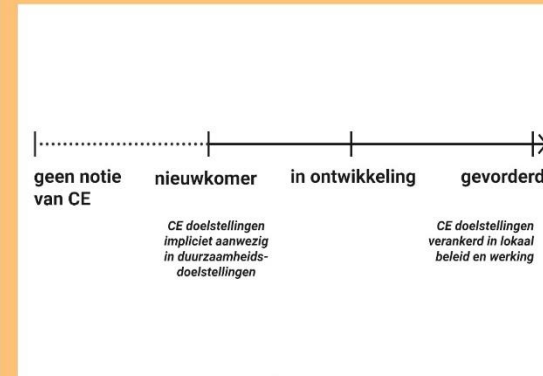 geen notie
van CE
nieuwkomer
in ontwikkeling
gevorderd
CE doelstellingen
impliciet aanwezig
in duurzaamheids-
doelstellingen
CE doelstellingen
verankerd in lokaal
beleid en werking